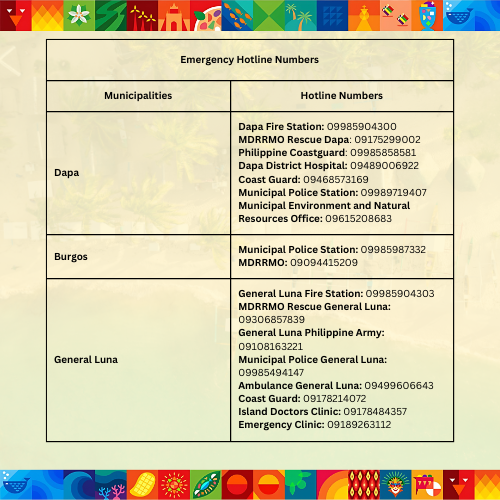 Emergency Hotline Numbers
Municipalities
Hotline Numbers
Dapa
Dapa Fire Station: 09985904300
MDRRMO Rescue Dapa: 09175299002
Philippine Coastguard: 09985858581
Dapa District Hospital: 09489006922
Coast Guard: 09468573169
Municipal Police Station: 09989719407
Municipal Environment and Natural
Resources Office: 09615208683
Burgos
Municipal Police Station: 09985987332
MDRRMO: 09094415209
General Luna
General Luna Fire Station: 09985904303
MDRRMO Rescue General Luna:
09306857839
General Luna Philippine Army:
09108163221
Municipal Police General Luna:
09985494147
Ambulance General Luna: 09499606643
Coast Guard: 09178214072
Island Doctors Clinic: 09178484357
Emergency Clinic: 09189263112